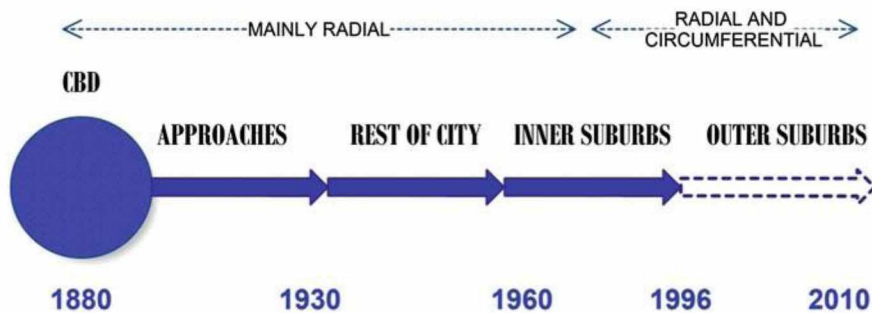 MAINLY RADIAL
RADIAL AND
CIRCUMFERENTIAL
CBD
APPROACHES
REST OF CITY
INNER SUBURBS
OUTER SUBURBS
1880
1930
1960
1996
2010